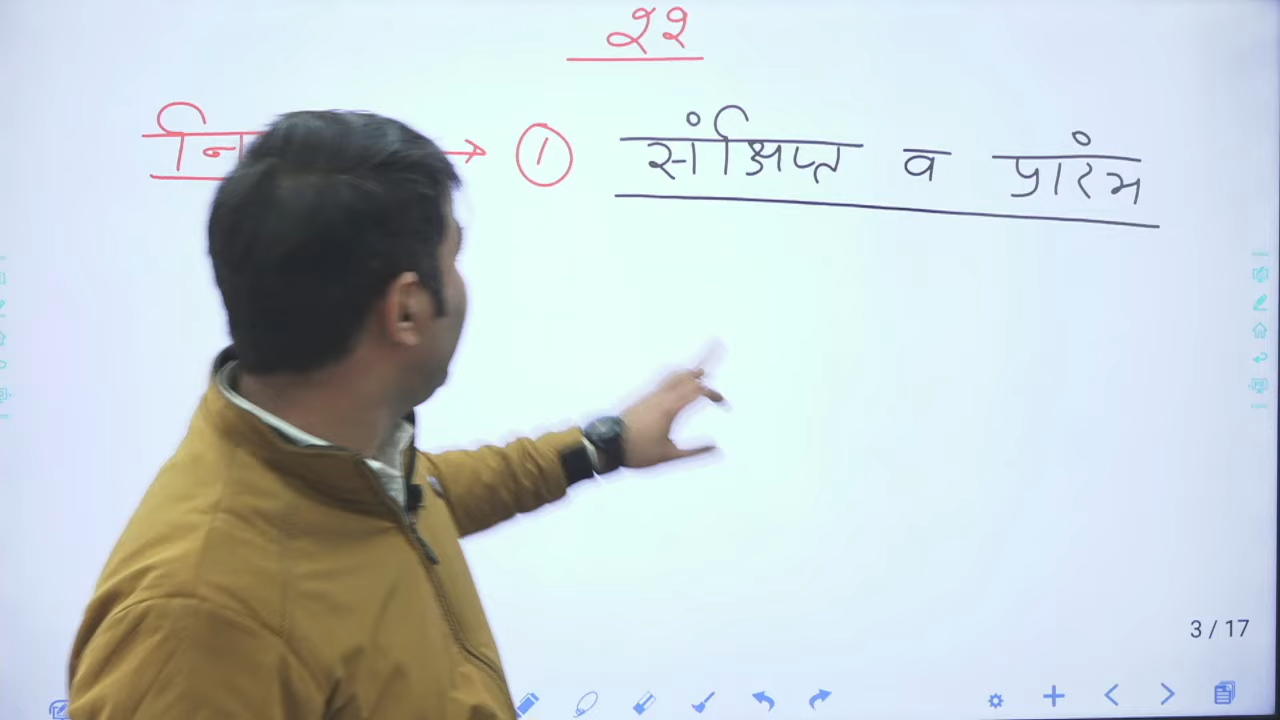 २२
नि → ① संक्षिप्त व प्रारंभ
3 / 17